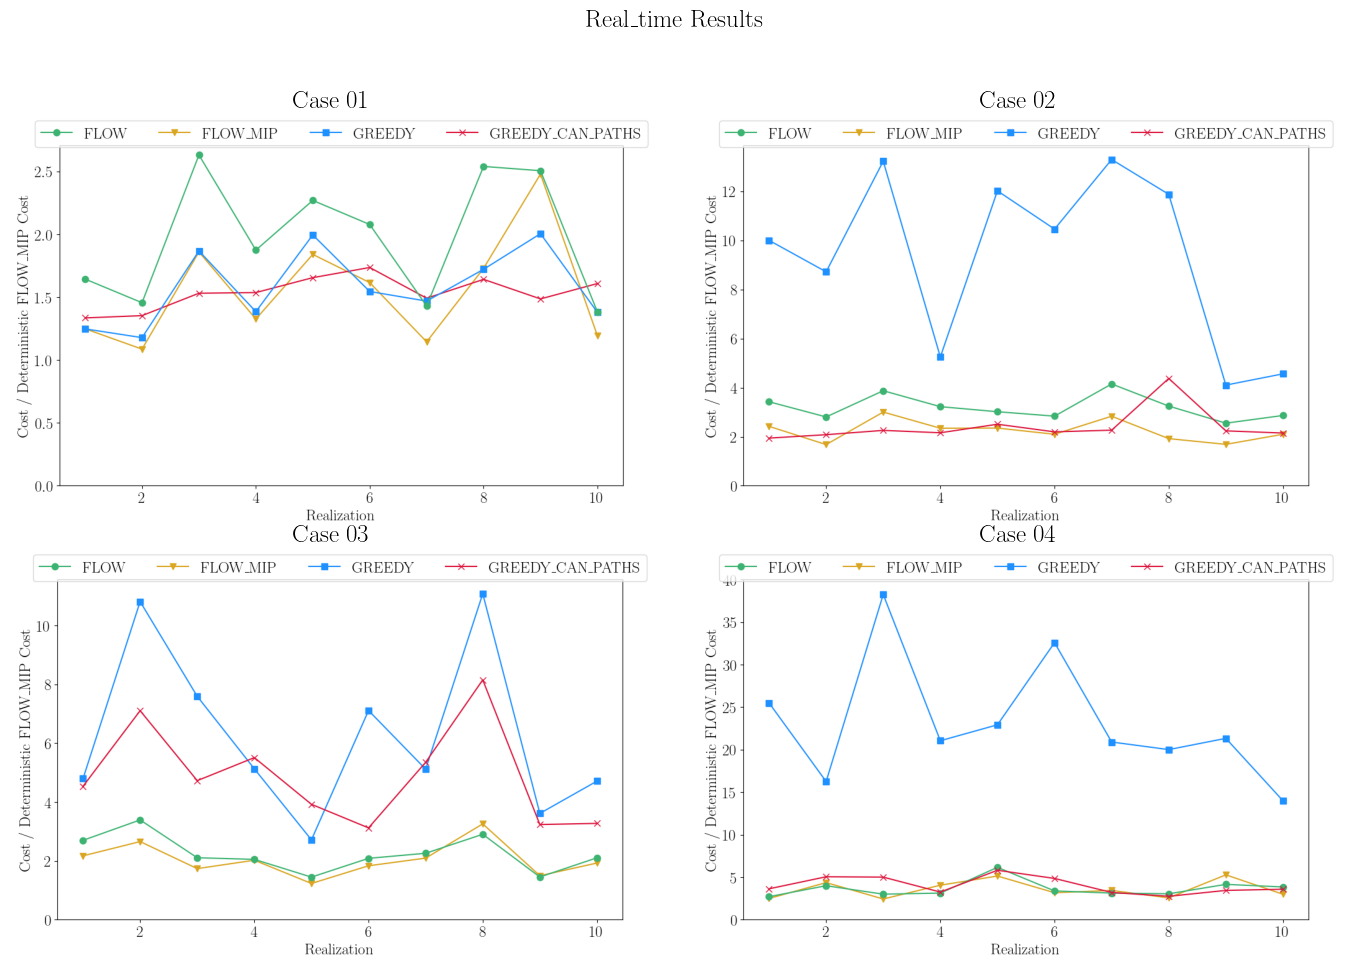 Real_time Results
Case 01
FLOW FLOW_MIP GREEDY GREEDY_CAN_PATHS
Cost / Deterministic FLOW_MIP Cost
2.5
2.0
1.5
1.0
0.5
0.0
2 4 6 8 10
Realization
Case 02
FLOW FLOW_MIP GREEDY GREEDY_CAN_PATHS
Cost / Deterministic FLOW_MIP Cost
12
10
8
6
4
2
0
2 4 6 8 10
Realization
Case 03
FLOW FLOW_MIP GREEDY GREEDY_CAN_PATHS
Cost / Deterministic FLOW_MIP Cost
10
8
6
4
2
0
2 4 6 8 10
Realization
Case 04
FLOW FLOW_MIP GREEDY GREEDY_CAN_PATHS
Cost / Deterministic FLOW_MIP Cost
40
35
30
25
20
15
10
5
0
2 4 6 8 10
Realization